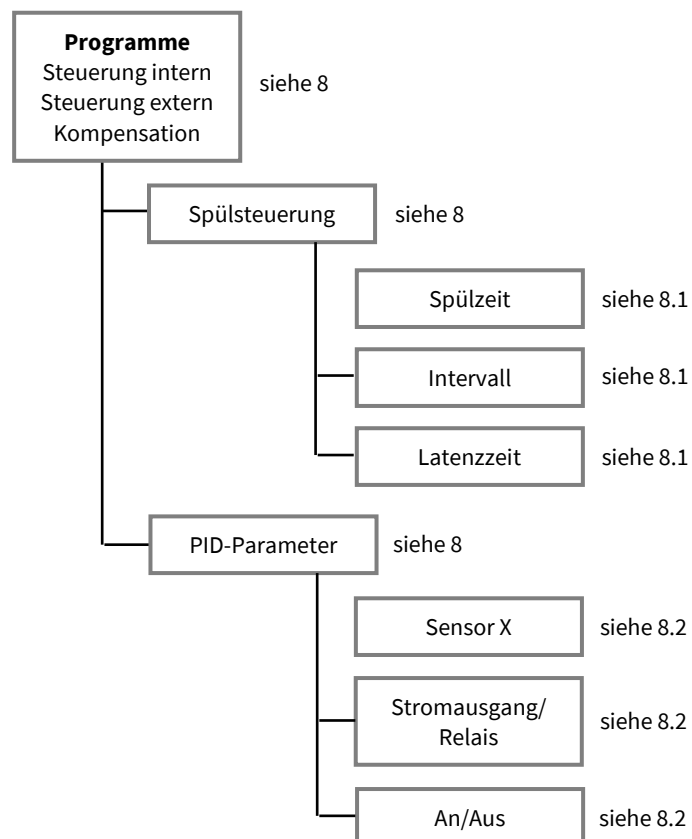 Programme
Steuerung intern
Steuerung extern
Kompensation
siehe 8
Spülsteuerung
siehe 8
Spülzeit
siehe 8.1
Intervall
siehe 8.1
Latenzzeit
siehe 8.1
PID-Parameter
siehe 8
Sensor X
siehe 8.2
Stromausgang/
Relais
siehe 8.2
An/Aus
siehe 8.2